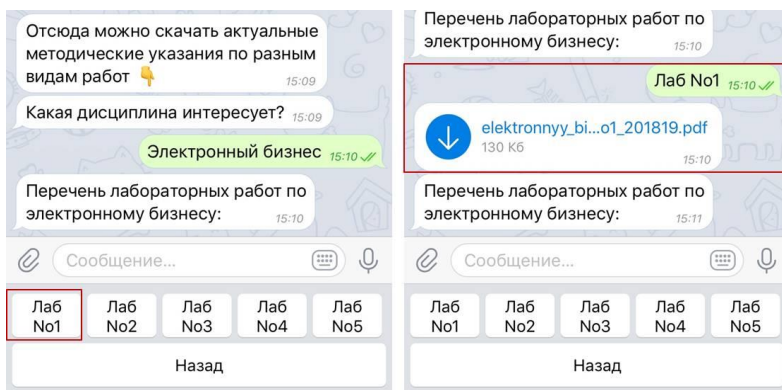 Отсюда можно скачать актуальные
методические указания по разным
видам работ 👇 15:09
Какая дисциплина интересует? 15:09
Электронный бизнес 15:10
Перечень лабораторных работ по
электронному бизнесу: 15:10
Сообщение...
Лаб No1
Лаб No2
Лаб No3
Лаб No4
Лаб No5
Назад
Перечень лабораторных работ по
электронному бизнесу: 15:10
Лаб No1 15:10
elektronnyy_bi...o1_201819.pdf
130 Кб
15:10
Перечень лабораторных работ по
электронному бизнесу: 15:11
Сообщение...
Лаб No1
Лаб No2
Лаб No3
Лаб No4
Лаб No5
Назад